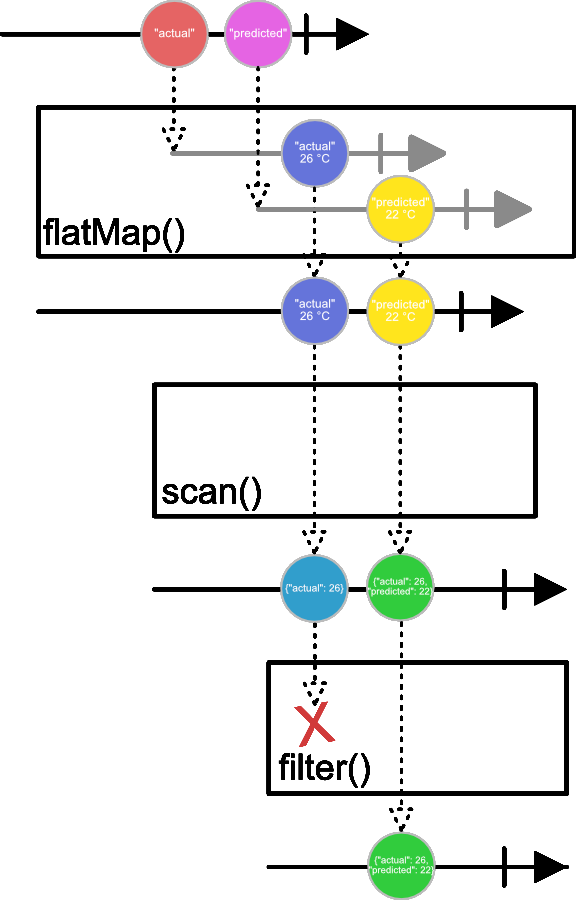 "actual" "predicted"
"actual"
26 °C
"predicted"
22 °C
flatMap()
"actual" "predicted"
26 °C 22 °C
scan()
{"actual": 26}
{"actual": 26,
"predicted": 22}
filter()
{"actual": 26,
"predicted": 22}